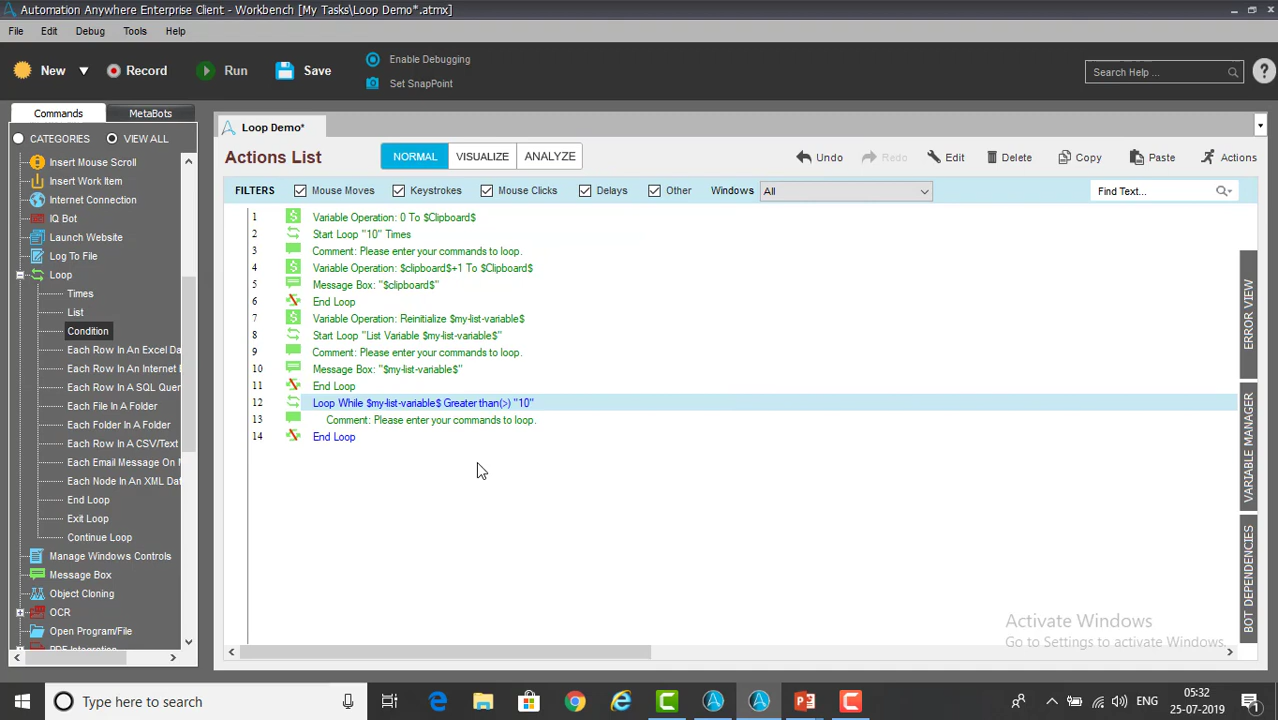 Automation Anywhere Enterprise Client - Workbench [My Tasks\Loop Demo*.atmx]
File Edit Debug Tools Help
New Record Run Save
Enable Debugging
Set SnapPoint
Search Help ...
Commands MetaBots
CATEGORIES VIEW ALL
Insert Mouse Scroll
Insert Work Item
Internet Connection
IQ Bot
Launch Website
Log To File
Loop
Times
List
Condition
Each Row In An Excel Da
Each Row In An Internet
Each Row In A SQL Quer
Each File In A Folder
Each Folder In A Folder
Each Row In A CSV/Text
Each Email Message On
Each Node In An XML Dat
End Loop
Exit Loop
Continue Loop
Manage Windows Controls
Message Box
Object Cloning
OCR
Open Program/File
PDF Integration
Loop Demo*
Actions List
NORMAL VISUALIZE ANALYZE
Undo Redo Edit Delete Copy Paste Actions
FILTERS Mouse Moves Keystrokes Mouse Clicks Delays Other Windows All Find Text...
1 Variable Operation: 0 To $Clipboard$
2 Start Loop "10" Times
3 Comment: Please enter your commands to loop.
4 Variable Operation: $clipboard$+1 To $Clipboard$
5 Message Box: "$clipboard$"
6 End Loop
7 Variable Operation: Reinitialize $my-list-variable$
8 Start Loop "List Variable $my-list-variable$"
9 Comment: Please enter your commands to loop.
10 Message Box: "$my-list-variable$"
11 End Loop
12 Loop While $my-list-variable$ Greater than(>) "10"
13 Comment: Please enter your commands to loop.
14 End Loop
ERROR VIEW
VARIABLE MANAGER
BOT DEPENDENCIES
Activate Windows
Go to Settings to activate Windows.
Type here to search
ENG
05:32
25-07-2019
1